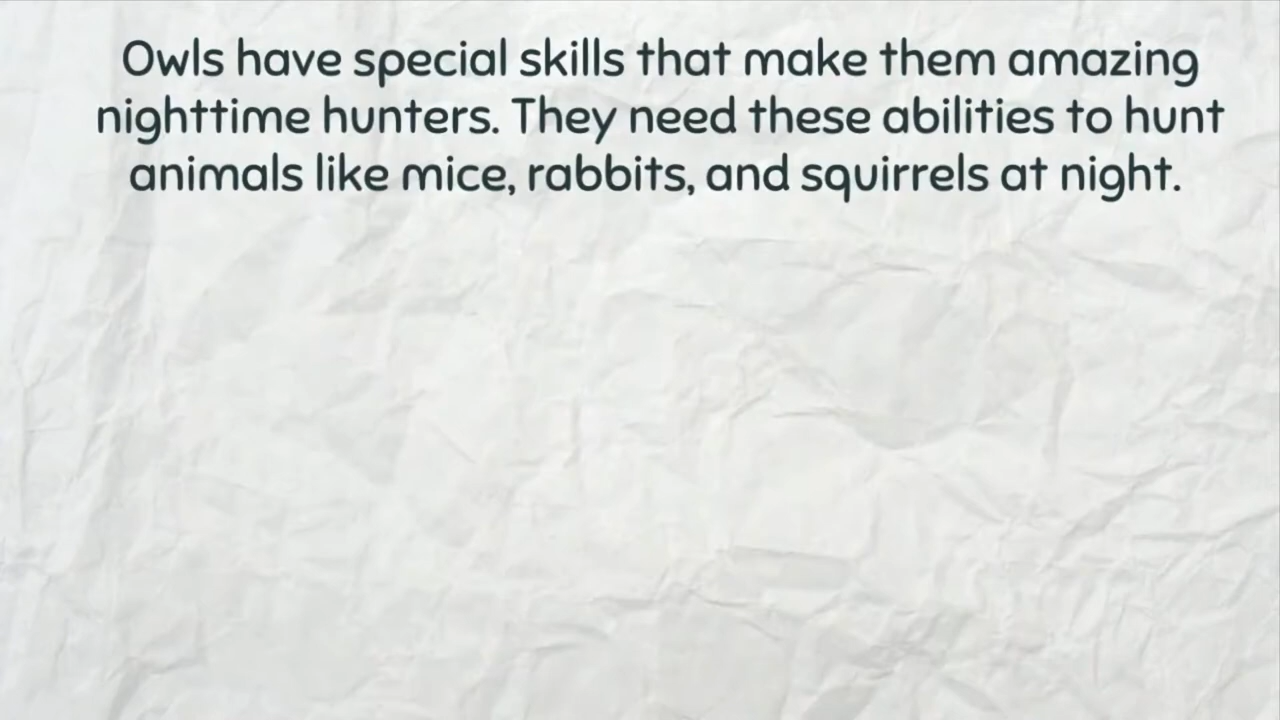 Owls have special skills that make them amazing
nighttime hunters. They need these abilities to hunt
animals like mice, rabbits, and squirrels at night.